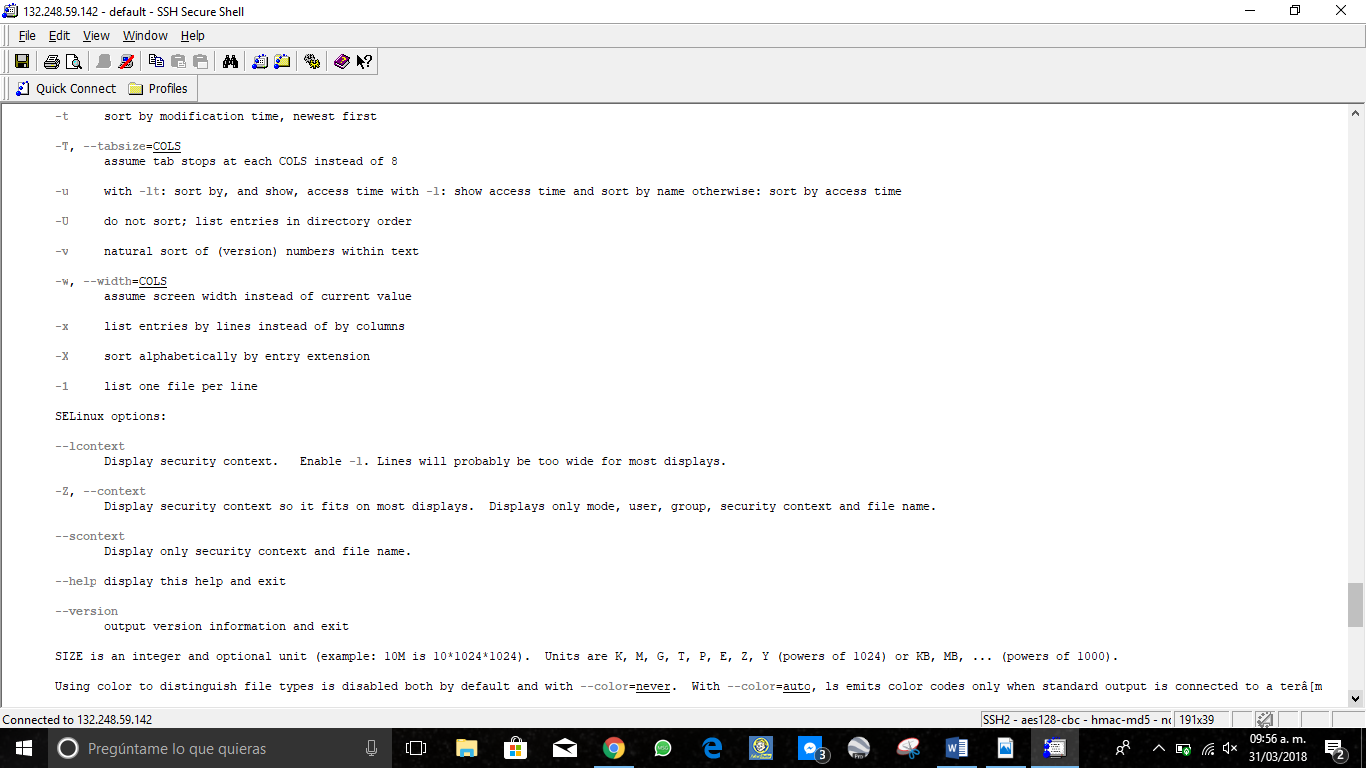 132.248.59.142 - default - SSH Secure Shell
File Edit View Window Help
Quick Connect Profiles
-t sort by modification time, newest first
-T, --tabsize=COLS
assume tab stops at each COLS instead of 8
-u with -lt: sort by, and show, access time with -l: show access time and sort by name otherwise: sort by access time
-U do not sort; list entries in directory order
-v natural sort of (version) numbers within text
-w, --width=COLS
assume screen width instead of current value
-x list entries by lines instead of by columns
-X sort alphabetically by entry extension
-1 list one file per line
SELinux options:
--lcontext
Display security context. Enable -l. Lines will probably be too wide for most displays.
-Z, --context
Display security context so it fits on most displays. Displays only mode, user, group, security context and file name.
--scontext
Display only security context and file name.
--help display this help and exit
--version
output version information and exit
SIZE is an integer and optional unit (example: 10M is 10*1024*1024). Units are K, M, G, T, P, E, Z, Y (powers of 1024) or KB, MB, ... (powers of 1000).
Using color to distinguish file types is disabled both by default and with --color=never. With --color=auto, ls emits color codes only when standard output is connected to a terâ[m
Connected to 132.248.59.142
SSH2 - aes128-cbc - hmac-md5 - n
191x39
Pregúntame lo que quieras
3
Pro
09:56 a. m.
31/03/2018
2